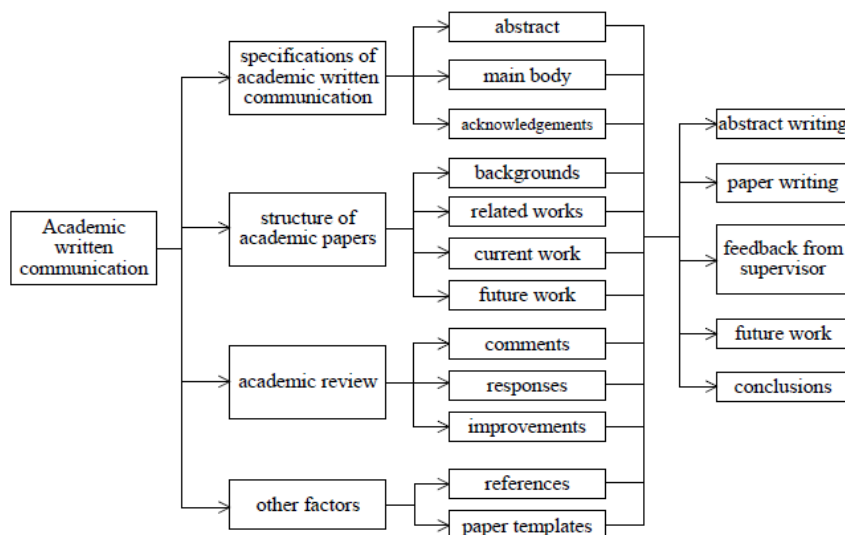 Academic
written
communication
specifications of
academic written
communication
structure of
academic papers
academic review
other factors
abstract
main body
acknowledgements
backgrounds
related works
current work
future work
comments
responses
improvements
references
paper templates
abstract writing
paper writing
feedback from
supervisor
future work
conclusions